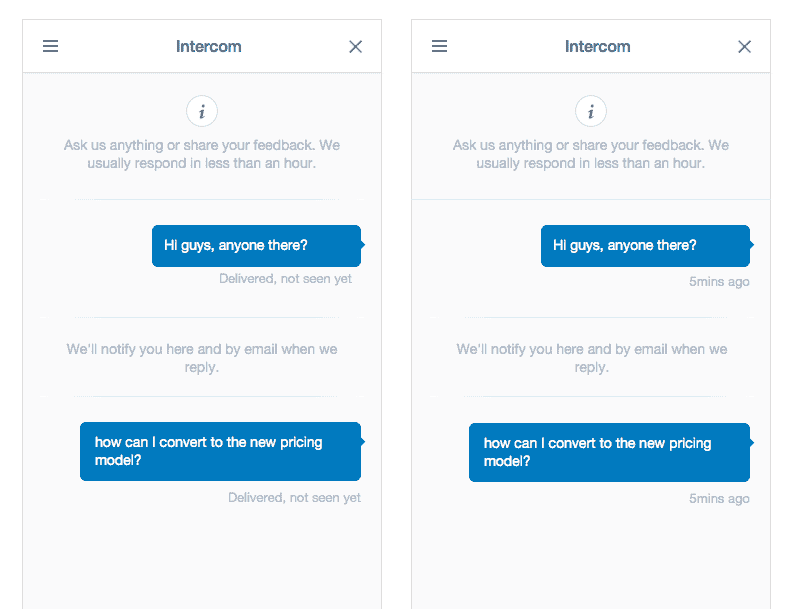 Intercom
i
Ask us anything or share your feedback. We
usually respond in less than an hour.
Hi guys, anyone there?
Delivered, not seen yet
We'll notify you here and by email when we
reply.
how can I convert to the new pricing
model?
Delivered, not seen yet
Intercom
i
Ask us anything or share your feedback. We
usually respond in less than an hour.
Hi guys, anyone there?
5mins ago
We'll notify you here and by email when we
reply.
how can I convert to the new pricing
model?
5mins ago